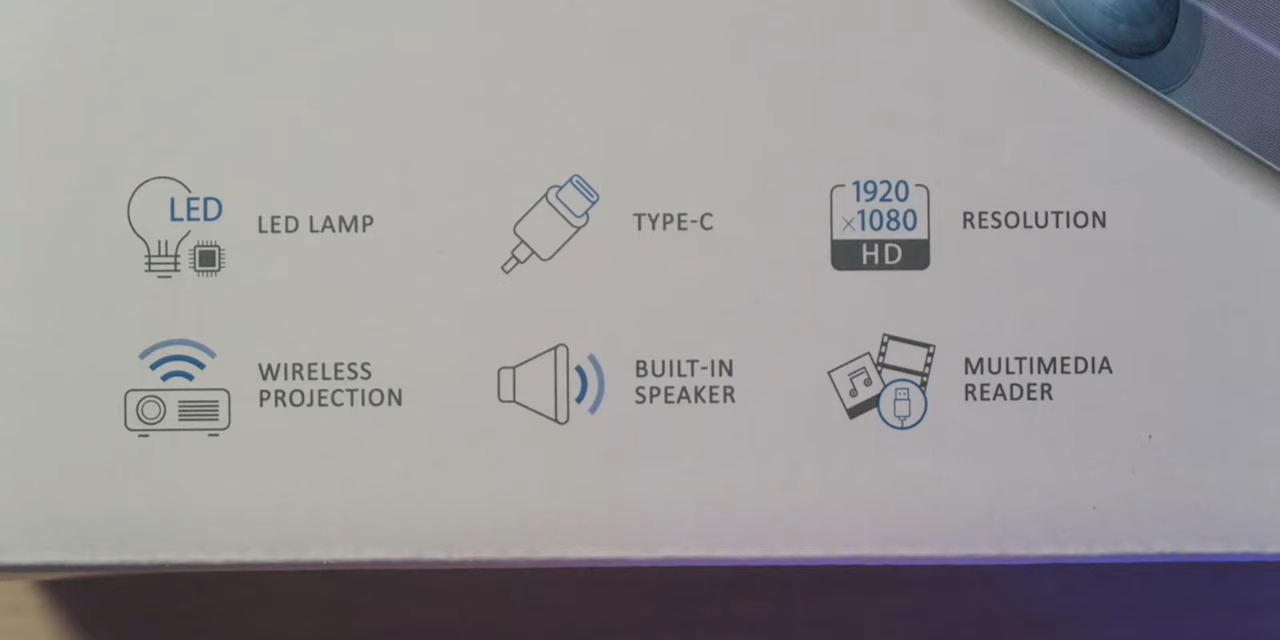 LED
LED LAMP
TYPE-C
1920
×1080
HD
RESOLUTION
WIRELESS
PROJECTION
BUILT-IN
SPEAKER
MULTIMEDIA
READER